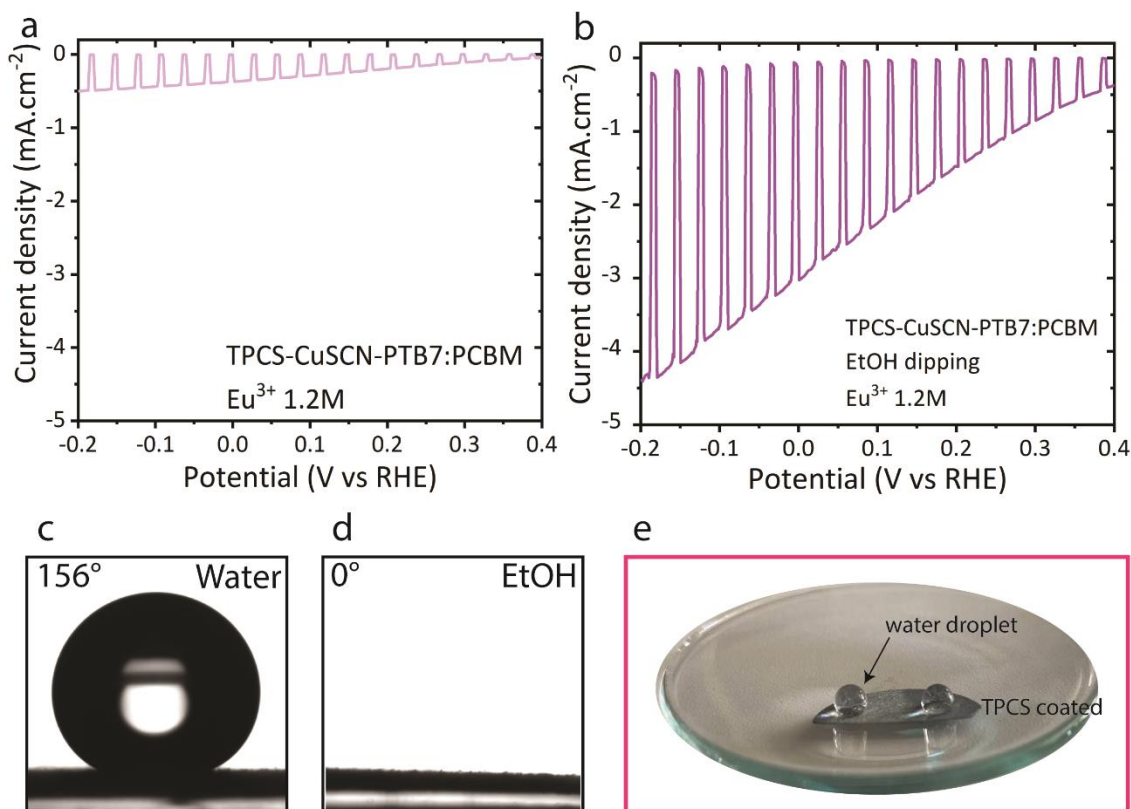 a
Current density (mA.cm⁻²)
0
-1
-2
-3
-4
-5
TPCS-CuSCN-PTB7:PCBM
Eu³⁺ 1.2M
-0.2 -0.1 0.0 0.1 0.2 0.3 0.4
Potential (V vs RHE)
b
Current density (mA.cm⁻²)
0
-1
-2
-3
-4
-5
TPCS-CuSCN-PTB7:PCBM
EtOH dipping
Eu³⁺ 1.2M
-0.2 -0.1 0.0 0.1 0.2 0.3 0.4
Potential (V vs RHE)
c
156° Water
d
0° EtOH
e
water droplet
TPCS coated